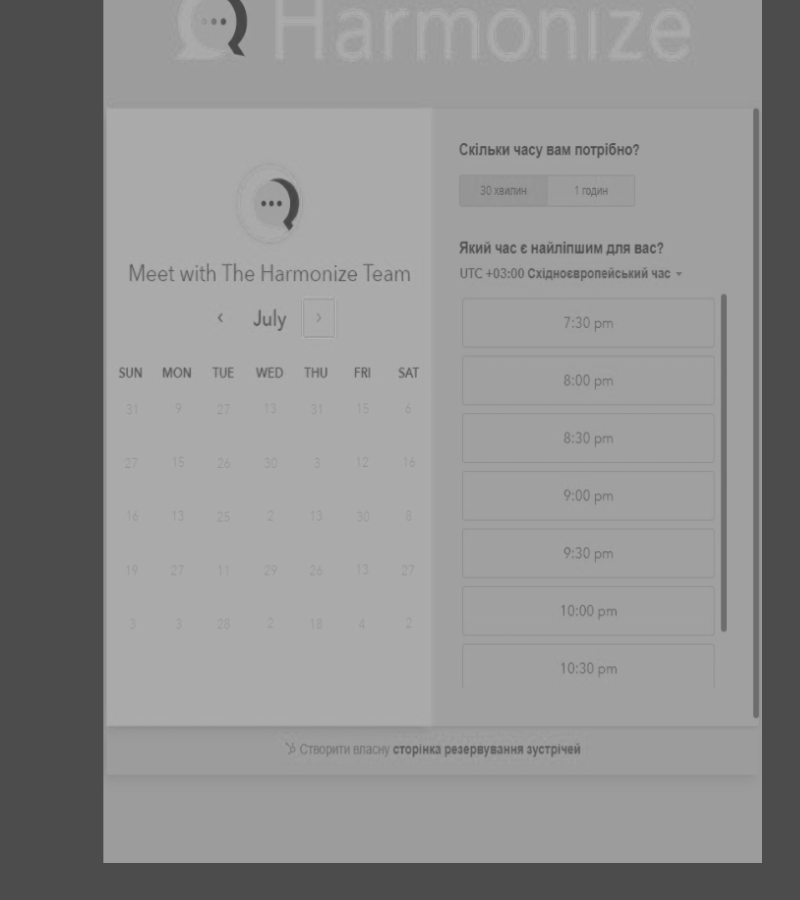 Harmonize
Meet with The Harmonize Team
‹ July ›
SUN MON TUE WED THU FRI SAT
31 9 27 13 31 15 6
27 15 26 30 3 12 16
16 13 25 2 13 30 8
19 27 11 29 26 13 27
3 3 28 2 18 4 2
Скільки часу вам потрібно?
30 хвилин 1 годин
Який час є найліпшим для вас?
UTC +03:00 Східноєвропейський час
7:30 pm
8:00 pm
8:30 pm
9:00 pm
9:30 pm
10:00 pm
10:30 pm
Створити власну сторінка резервування зустрічей